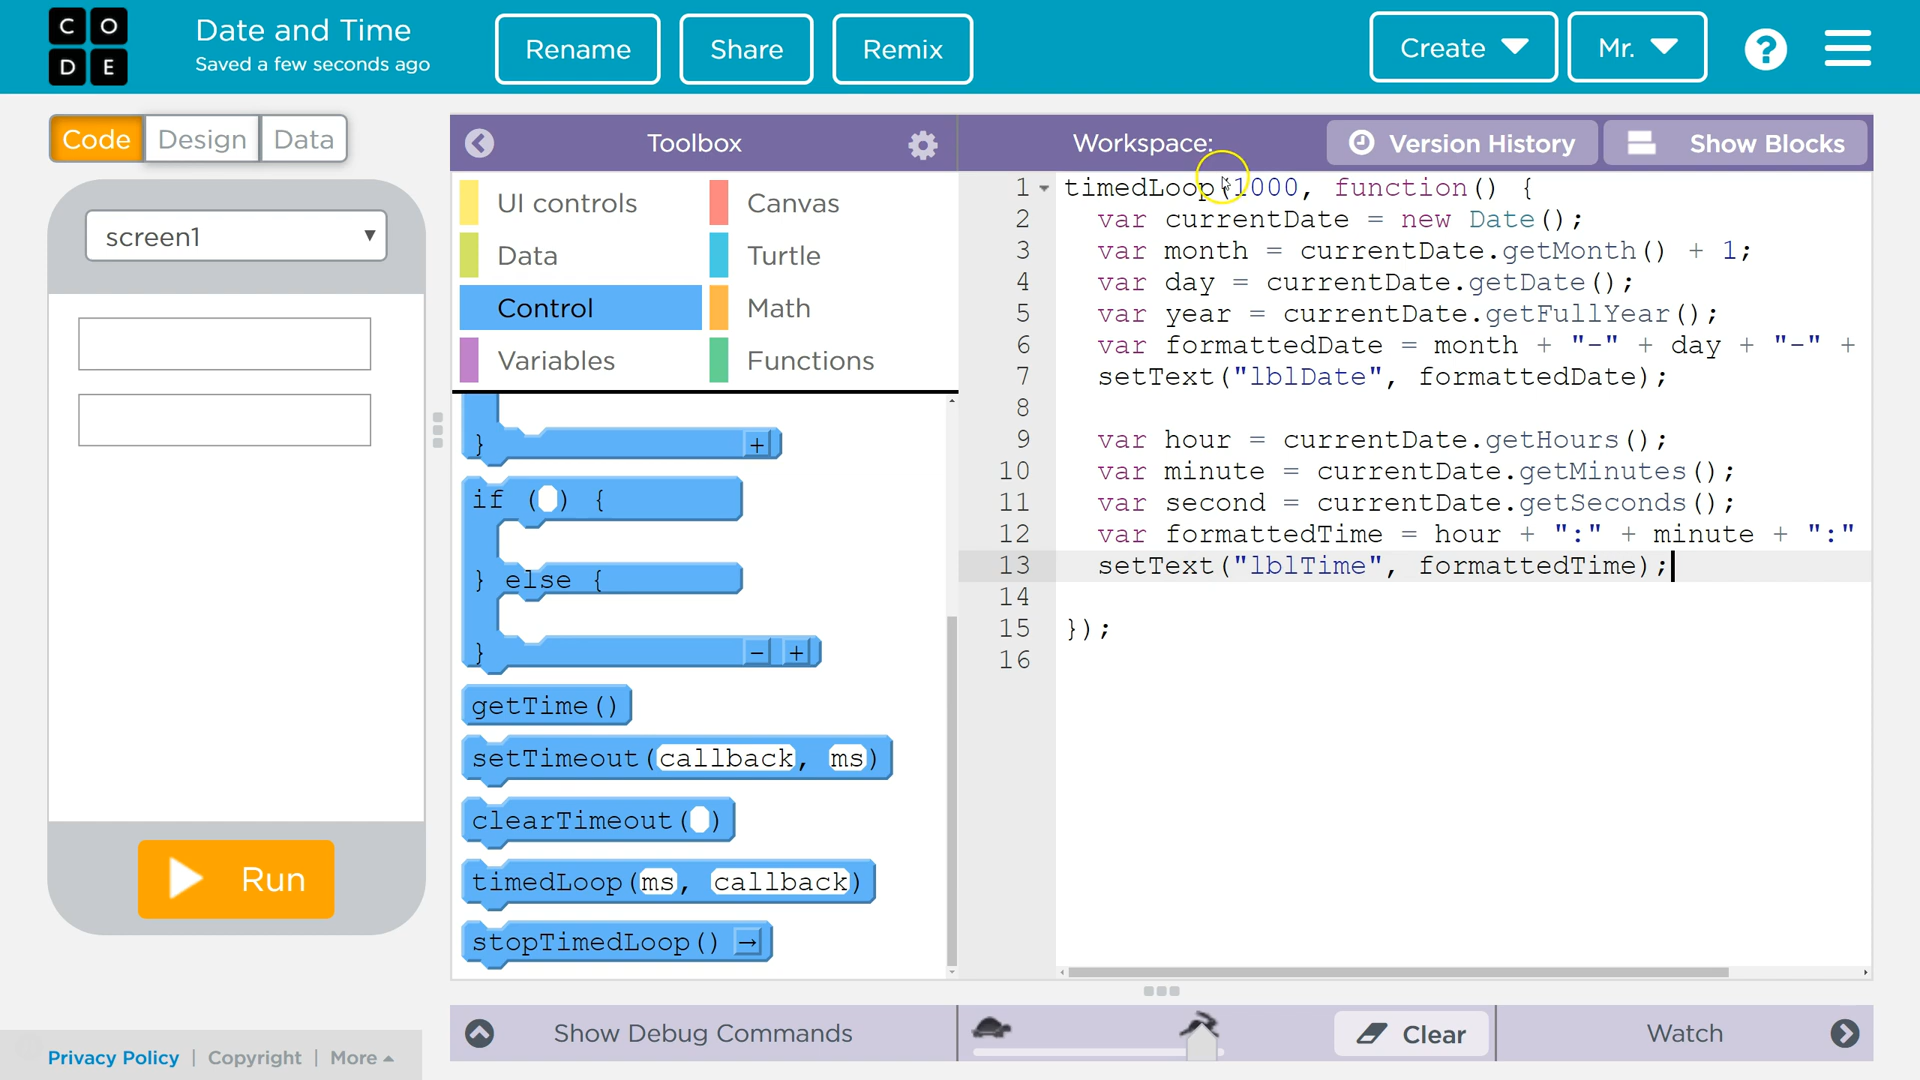 C O
D E
Date and Time
Saved a few seconds ago
Rename
Share
Remix
Create
Mr.
?
Code
Design
Data
screen1
Run
Toolbox
UI controls
Canvas
Data
Turtle
Control
Math
Variables
Functions
} +
if ( ) {
} else {
} - +
getTime()
setTimeout(callback, ms)
clearTimeout( )
timedLoop(ms, callback)
stopTimedLoop() →
Workspace:
Version History
Show Blocks
1 timedLoop(1000, function() {
2 var currentDate = new Date();
3 var month = currentDate.getMonth() + 1;
4 var day = currentDate.getDate();
5 var year = currentDate.getFullYear();
6 var formattedDate = month + "-" + day + "-" +
7 setText("lblDate", formattedDate);
8
9 var hour = currentDate.getHours();
10 var minute = currentDate.getMinutes();
11 var second = currentDate.getSeconds();
12 var formattedTime = hour + ":" + minute + ":"
13 setText("lblTime", formattedTime);
14
15 });
16
Show Debug Commands
Clear
Watch
Privacy Policy | Copyright | More